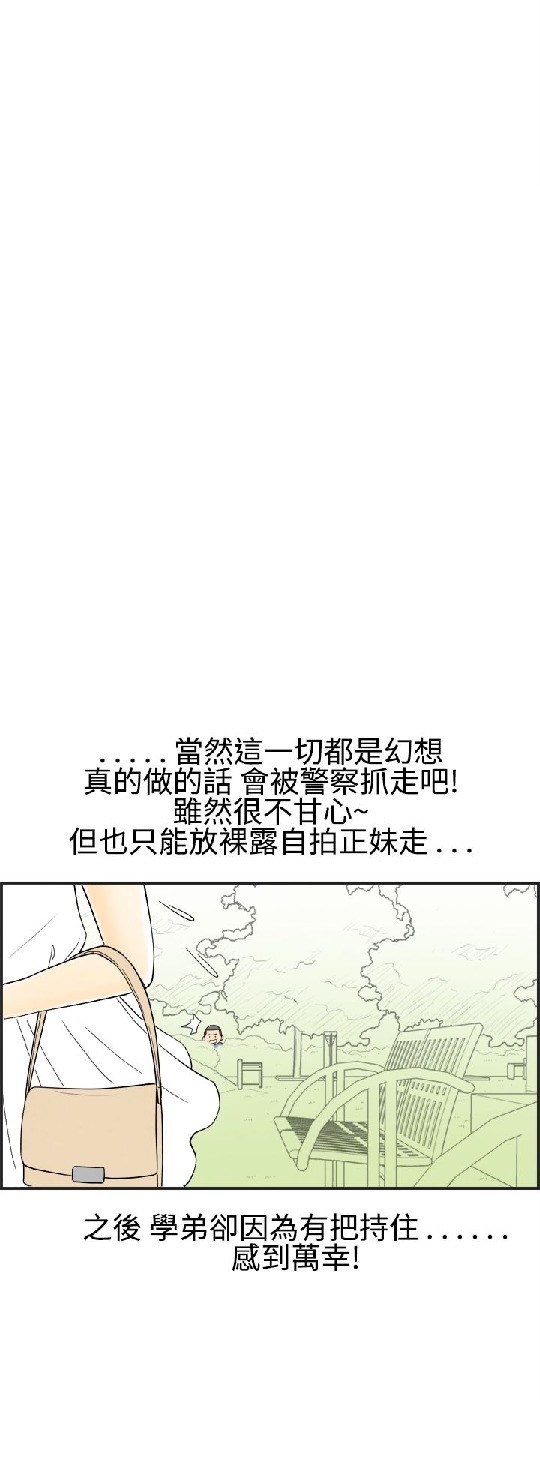 . . . . . 當然這一切都是幻想
真的做的話 會被警察抓走吧!
雖然很不甘心~
但也只能放裸露自拍正妹走 . . .
之後 學弟卻因為有把持住 . . . . . .
感到萬幸!